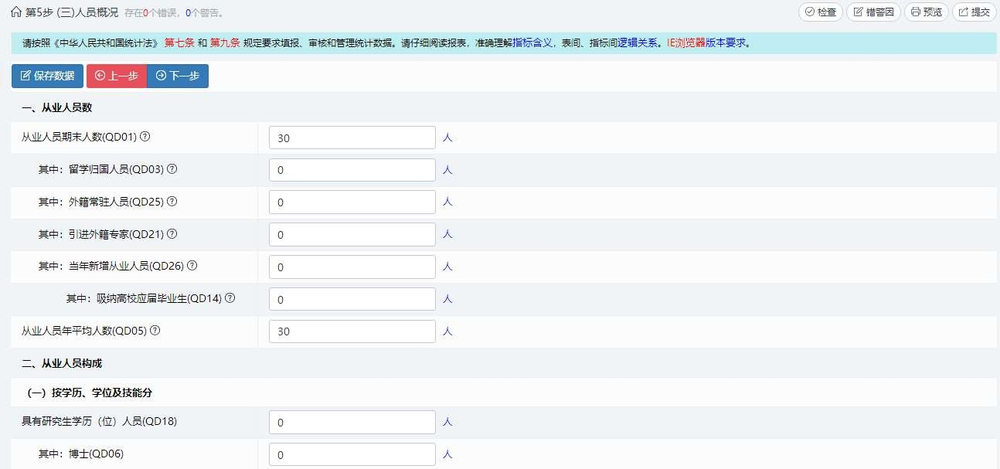 第5步 (三)人员概况 存在0个错误，0个警告。 检查 错警因 预览 提交
请按照《中华人民共和国统计法》 第七条 和 第九条 规定要求填报、审核和管理统计数据。请仔细阅读报表，准确理解指标含义，表间、指标间逻辑关系。IE浏览器版本要求。
保存数据 上一步 下一步
一、从业人员数
从业人员期末人数(QD01) 30 人
其中：留学归国人员(QD03) 0 人
其中：外籍常驻人员(QD25) 0 人
其中：引进外籍专家(QD21) 0 人
其中：当年新增从业人员(QD26) 0 人
其中：吸纳高校应届毕业生(QD14) 0 人
从业人员年平均人数(QD05) 30 人
二、从业人员构成
（一）按学历、学位及技能分
具有研究生学历（位）人员(QD18) 0 人
其中：博士(QD06) 0 人